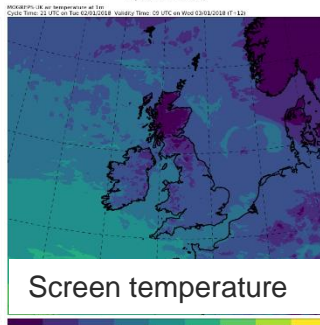 MOGREPS-UK air temperature at 1m
Cycle Time: 21 UTC on Tue 02/01/2018 Validity Time: 09 UTC on Wed 03/01/2018 (T+12)
Screen temperature